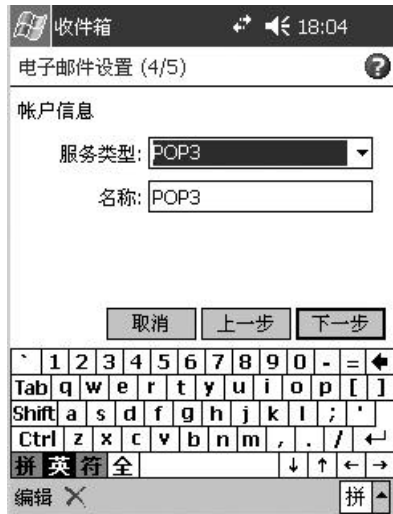 收件箱 18:04
电子邮件设置 (4/5)
?
帐户信息
服务类型: POP3
名称: POP3
取消 上一步 下一步
` 1 2 3 4 5 6 7 8 9 0 - =
Tab q w e r t y u i o p [ ]
Shift a s d f g h j k l ; '
Ctrl z x c v b n m , . /
拼 英 符 全
编辑 拼